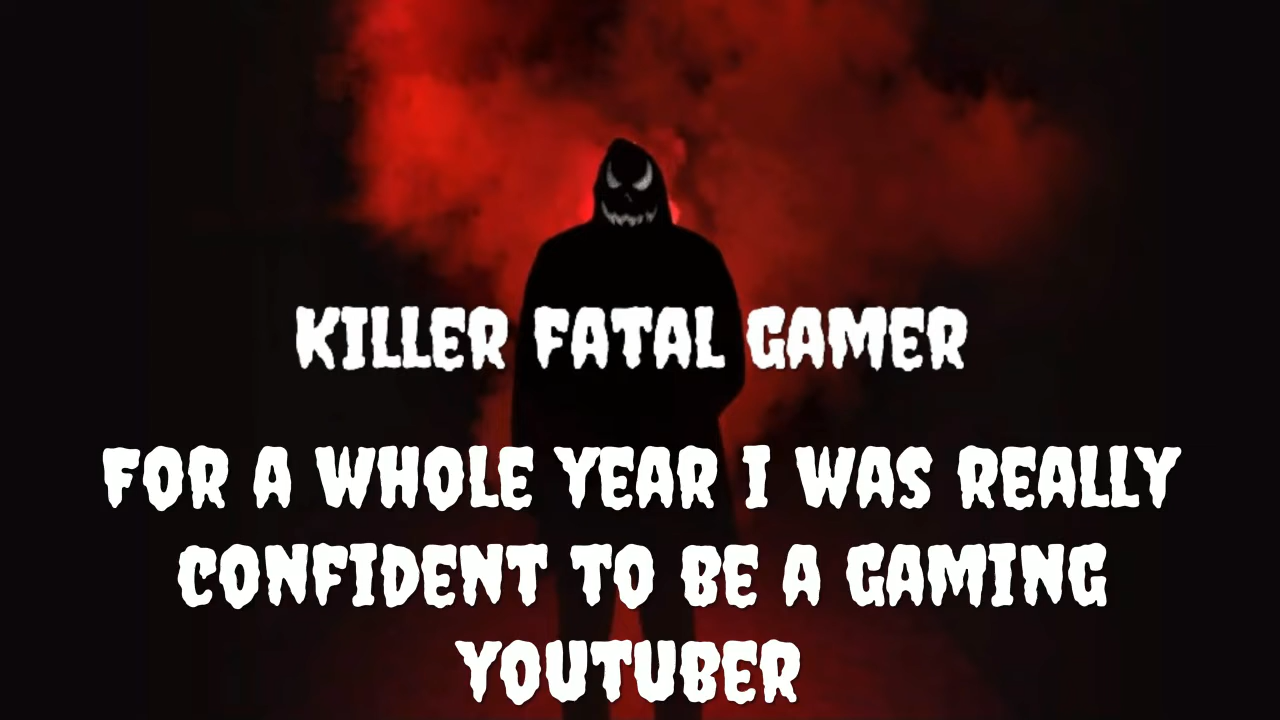 KILLER FATAL GAMER
FOR A WHOLE YEAR I WAS REALLY
CONFIDENT TO BE A GAMING
YOUTUBER